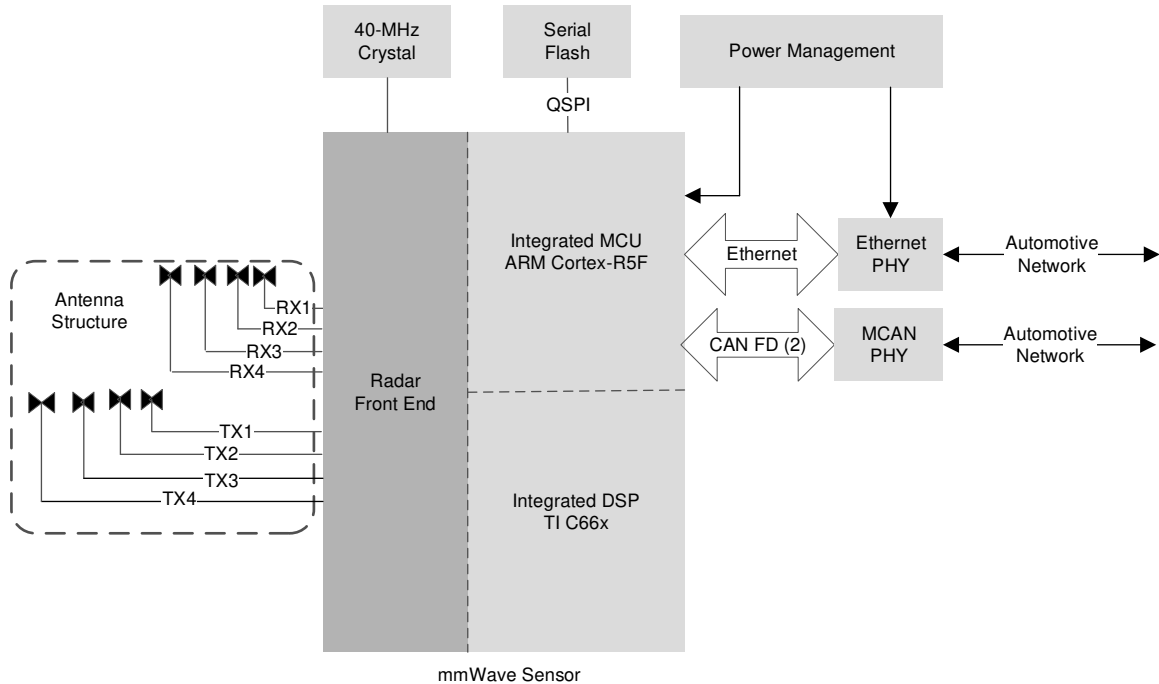 40-MHz
Crystal
Serial
Flash
Power Management
QSPI
Integrated MCU
ARM Cortex-R5F
Ethernet
Ethernet
PHY
Automotive
Network
Antenna
Structure
RX1
RX2
RX3
RX4
CAN FD (2)
MCAN
PHY
Automotive
Network
Radar
Front End
TX1
TX2
TX3
TX4
Integrated DSP
TI C66x
mmWave Sensor